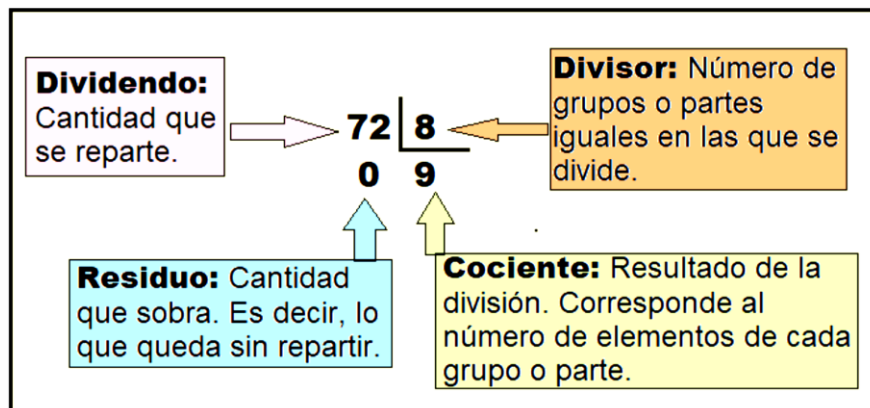 Dividendo:
Cantidad que
se reparte.
72 8
0 9
Divisor: Número de
grupos o partes
iguales en las que se
divide.
Residuo: Cantidad
que sobra. Es decir, lo
que queda sin repartir.
Cociente: Resultado de la
división. Corresponde al
número de elementos de cada
grupo o parte.